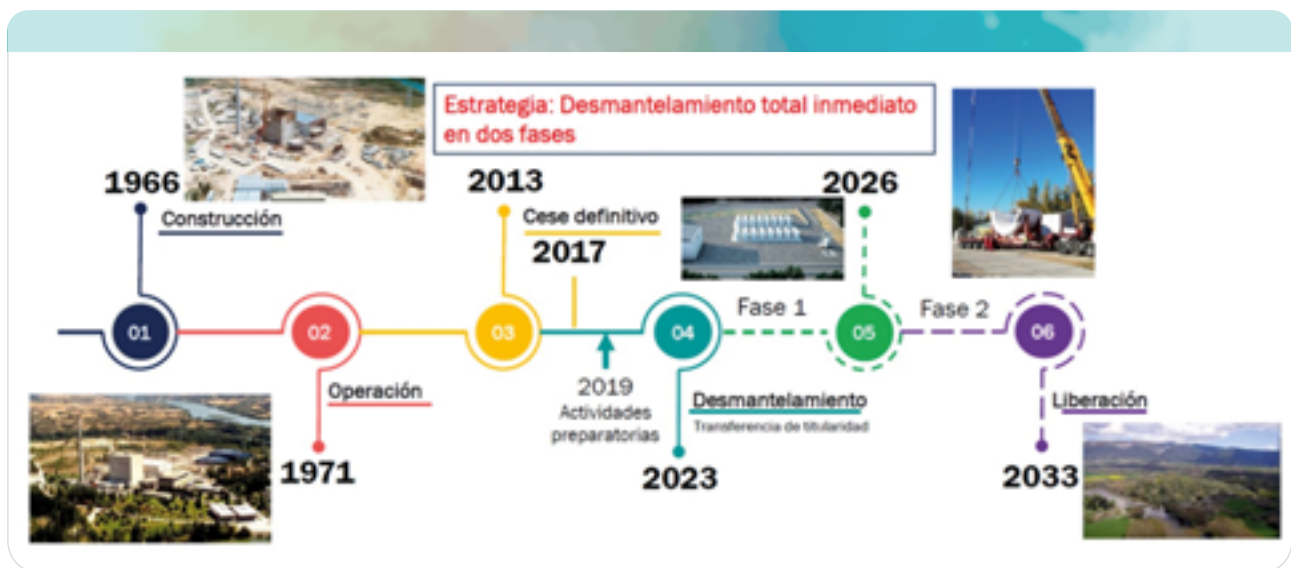 Estrategia: Desmantelamiento total inmediato
en dos fases
1966
Construcción
2013
Cese definitivo
2017
2026
01
02
03
04
Fase 1
05
Fase 2
06
Operación
1971
2019
Actividades
preparatorias
Desmantelamiento
Transferencia de titularidad
2023
Liberación
2033